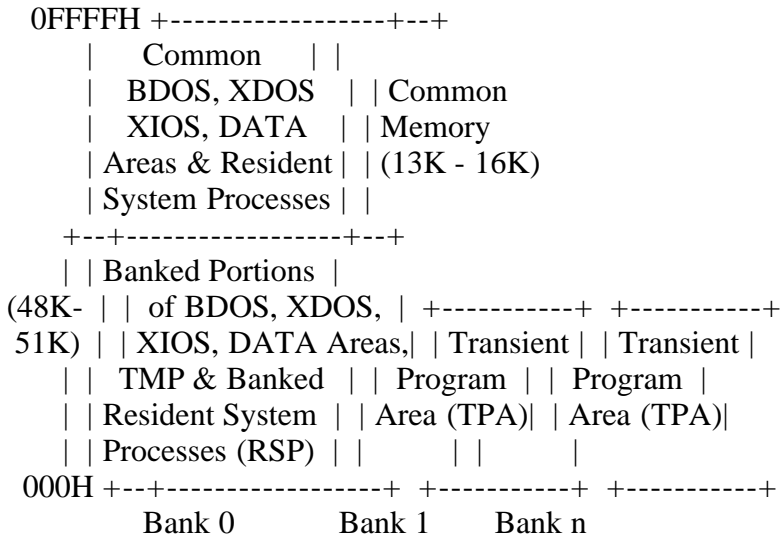 0FFFFH +------------------+--+
| Common | |
| BDOS, XDOS | | Common
| XIOS, DATA | | Memory
| Areas & Resident | | (13K - 16K)
| System Processes | |
+--+------------------+--+
| | Banked Portions |
(48K- | | of BDOS, XDOS, | +-----------+ +-----------+
51K) | | XIOS, DATA Areas,| | Transient | | Transient |
| | TMP & Banked | | Program | | Program |
| | Resident System | | Area (TPA)| | Area (TPA)|
| | Processes (RSP) | | | | |
000H +--+-------------------+ +-----------+ +-----------+
Bank 0 Bank 1 Bank n